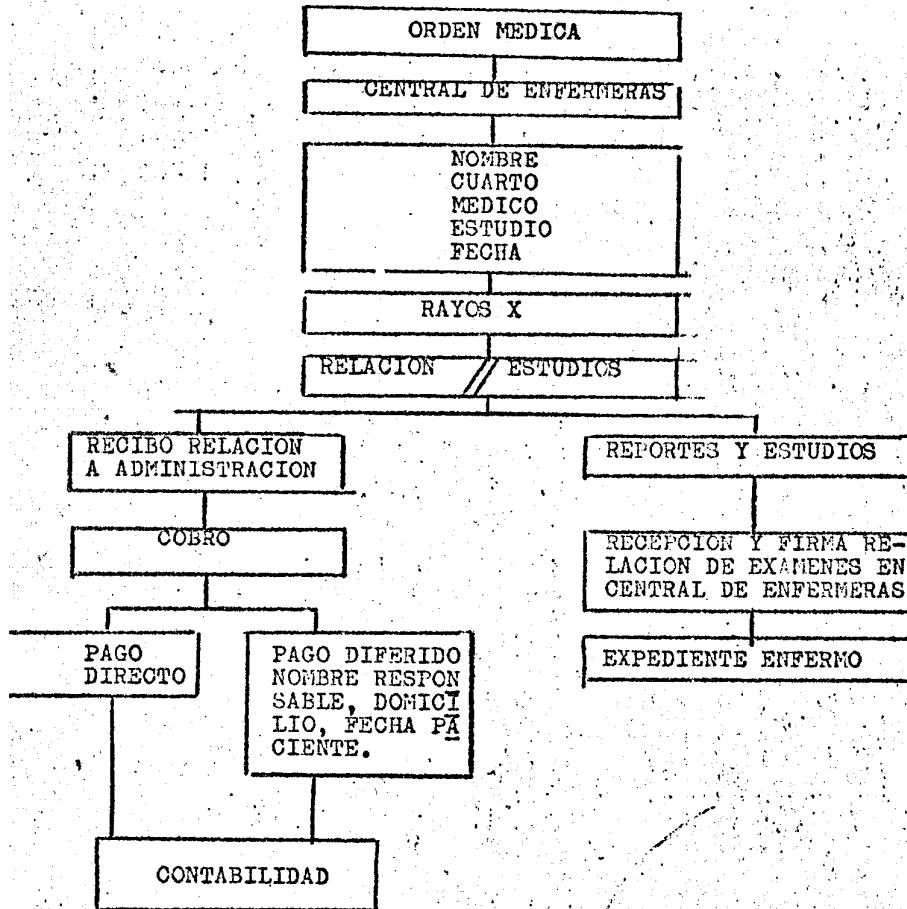 ORDEN MEDICA
CENTRAL DE ENFERMERAS
NOMBRE
CUARTO
MEDICO
ESTUDIO
FECHA
RAYOS X
RELACION // ESTUDIOS
RECIBO RELACION
A ADMINISTRACION
COBRO
PAGO
DIRECTO
PAGO DIFERIDO
NOMBRE RESPON
SABLE, DOMICI
LIO, FECHA PA
CIENTE.
CONTABILIDAD
REPORTES Y ESTUDIOS
RECEPCION Y FIRMA RE-
LACION DE EXAMENES EN
CENTRAL DE ENFERMERAS
EXPEDIENTE ENFERMO